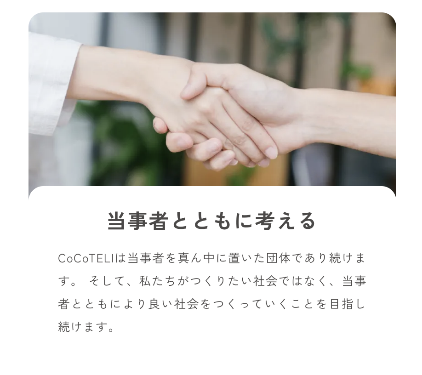 当事者とともに考える
CoCoTELIは当事者を真ん中に置いた団体であり続けま
す。 そして、私たちがつくりたい社会ではなく、当事
者とともにより良い社会をつくっていくことを目指し
続けます。